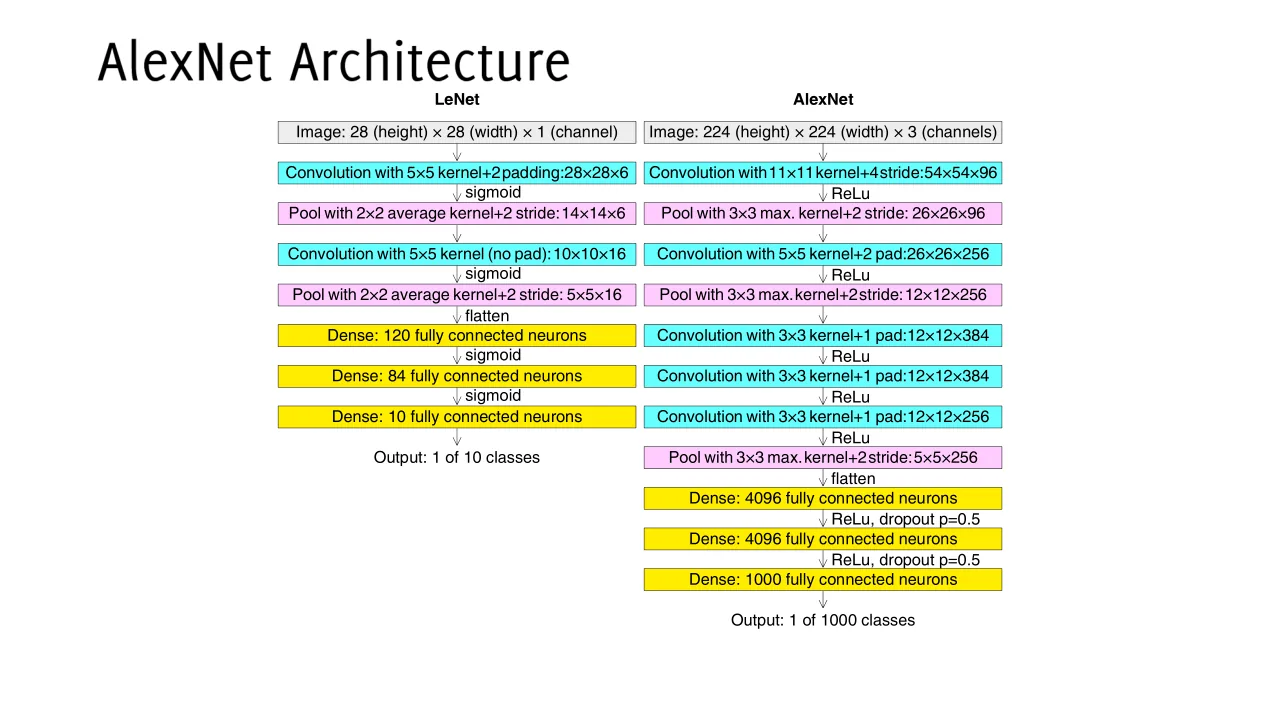 AlexNet Architecture
LeNet
Image: 28 (height) × 28 (width) × 1 (channel)
Convolution with 5×5 kernel+2padding:28×28×6
sigmoid
Pool with 2×2 average kernel+2 stride:14×14×6
Convolution with 5×5 kernel (no pad):10×10×16
sigmoid
Pool with 2×2 average kernel+2 stride: 5×5×16
flatten
Dense: 120 fully connected neurons
sigmoid
Dense: 84 fully connected neurons
sigmoid
Dense: 10 fully connected neurons
Output: 1 of 10 classes
AlexNet
Image: 224 (height) × 224 (width) × 3 (channels)
Convolution with 11×11 kernel+4 stride:54×54×96
ReLu
Pool with 3×3 max. kernel+2 stride: 26×26×96
Convolution with 5×5 kernel+2 pad:26×26×256
ReLu
Pool with 3×3 max. kernel+2 stride: 12×12×256
Convolution with 3×3 kernel+1 pad:12×12×384
ReLu
Convolution with 3×3 kernel+1 pad:12×12×384
ReLu
Convolution with 3×3 kernel+1 pad:12×12×256
ReLu
Pool with 3×3 max. kernel+2 stride: 5×5×256
flatten
Dense: 4096 fully connected neurons
ReLu, dropout p=0.5
Dense: 4096 fully connected neurons
ReLu, dropout p=0.5
Dense: 1000 fully connected neurons
Output: 1 of 1000 classes